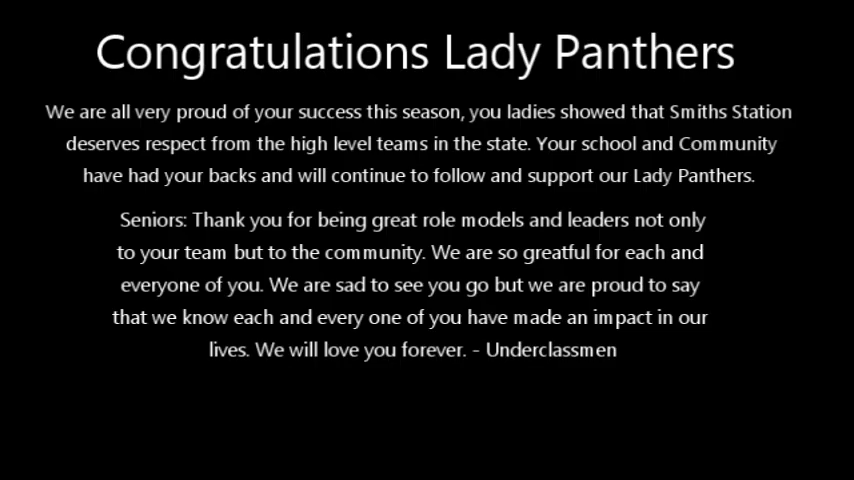 Congratulations Lady Panthers
We are all very proud of your success this season, you ladies showed that Smiths Station
deserves respect from the high level teams in the state. Your school and Community
have had your backs and will continue to follow and support our Lady Panthers.
Seniors: Thank you for being great role models and leaders not only
to your team but to the community. We are so greatful for each and
everyone of you. We are sad to see you go but we are proud to say
that we know each and every one of you have made an impact in our
lives. We will love you forever. - Underclassmen